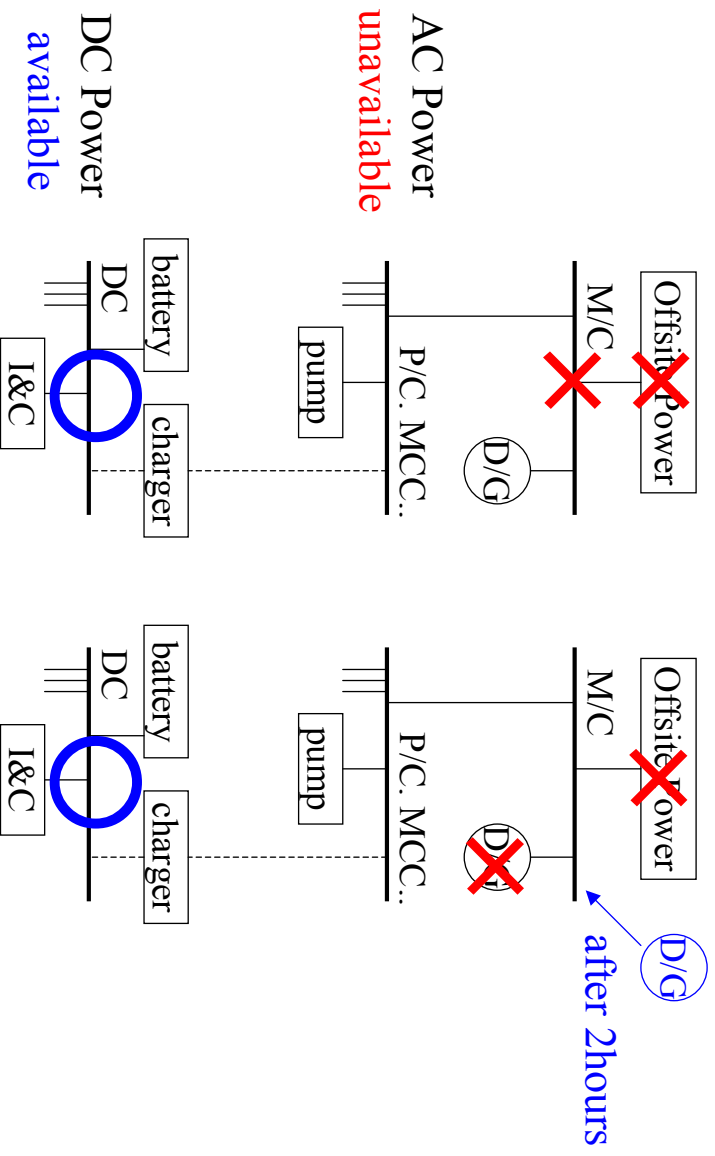 AC Power
unavailable
DC Power
available
Offsite Power
M/C
D/G
P/C. MCC..
pump
battery
charger
DC
I&C
Offsite Power
M/C
D/G
D/G
after 2hours
P/C. MCC..
pump
battery
charger
DC
I&C